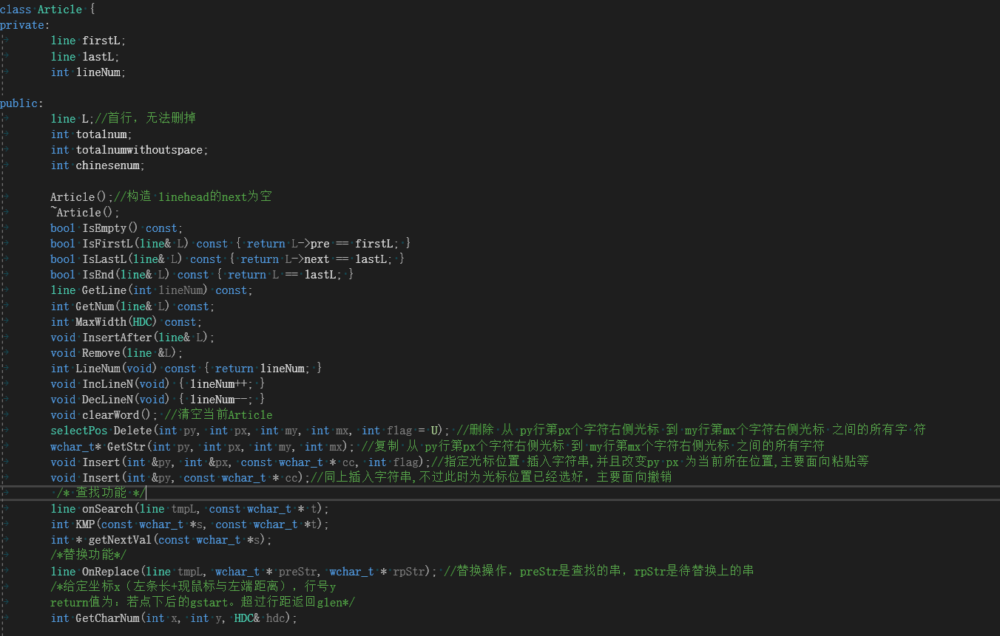 class Article {
private:
line firstL;
line lastL;
int lineNum;
public:
line L;//首行，无法删掉
int totalnum;
int totalnumwithoutspace;
int chinesenum;
Article();//构造 linehead的next为空
~Article();
bool IsEmpty() const;
bool IsFirstL(line& L) const { return L->pre == firstL; }
bool IsLastL(line& L) const { return L->next == lastL; }
bool IsEnd(line& L) const { return L == lastL; }
line GetLine(int lineNum) const;
int GetNum(line& L) const;
int MaxWidth(HDC) const;
void InsertAfter(line& L);
void Remove(line &L);
int LineNum(void) const { return lineNum; }
void IncLineN(void) { lineNum++; }
void DecLineN(void) { lineNum--; }
void clearWord(); //清空当前Article
selectPos Delete(int py, int px, int my, int mx, int flag = U); //删除 从 py行第px个字符右侧光标 到 my行第mx个字符右侧光标 之间的所有字 符
wchar_t* GetStr(int py, int px, int my, int mx); //复制 从 py行第px个字符右侧光标 到 my行第mx个字符右侧光标 之间的所有字符
void Insert(int &py, int &px, const wchar_t * cc, int flag);//指定光标位置 插入字符串,并且改变py px 为当前所在位置,主要面向粘贴等
void Insert(int &py, const wchar_t * cc);//同上插入字符串,不过此时为光标位置已经选好，主要面向撤销
/* 查找功能 */
line onSearch(line tmpL, const wchar_t * t);
int KMP(const wchar_t *s, const wchar_t *t);
int * getNextVal(const wchar_t *s);
/*替换功能*/
line OnReplace(line tmpL, wchar_t * preStr, wchar_t * rpStr); //替换操作，preStr是查找的串，rpStr是待替换上的串
/*给定坐标x（左条长+现鼠标与左端距离），行号y
return值为：若点下后的gstart。超过行距返回glen*/
int GetCharNum(int x, int y, HDC& hdc);